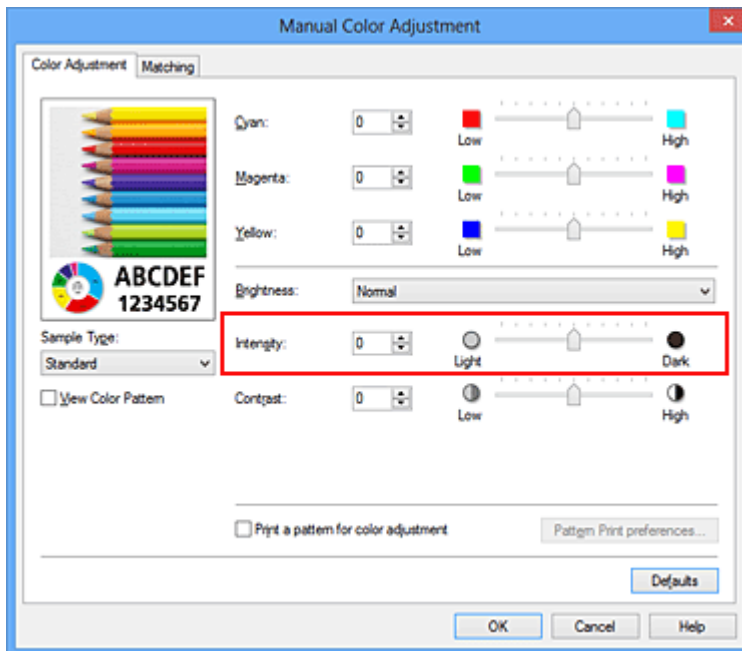 Manual Color Adjustment
Color Adjustment Matching
ABCDEF
1234567
Sample Type:
Standard
View Color Pattern
Cyan: 0 Low High
Magenta: 0 Low High
Yellow: 0 Low High
Brightness: Normal
Intensity: 0 Light Dark
Contrast: 0 Low High
Print a pattern for color adjustment Pattern Print preferences...
Defaults
OK Cancel Help